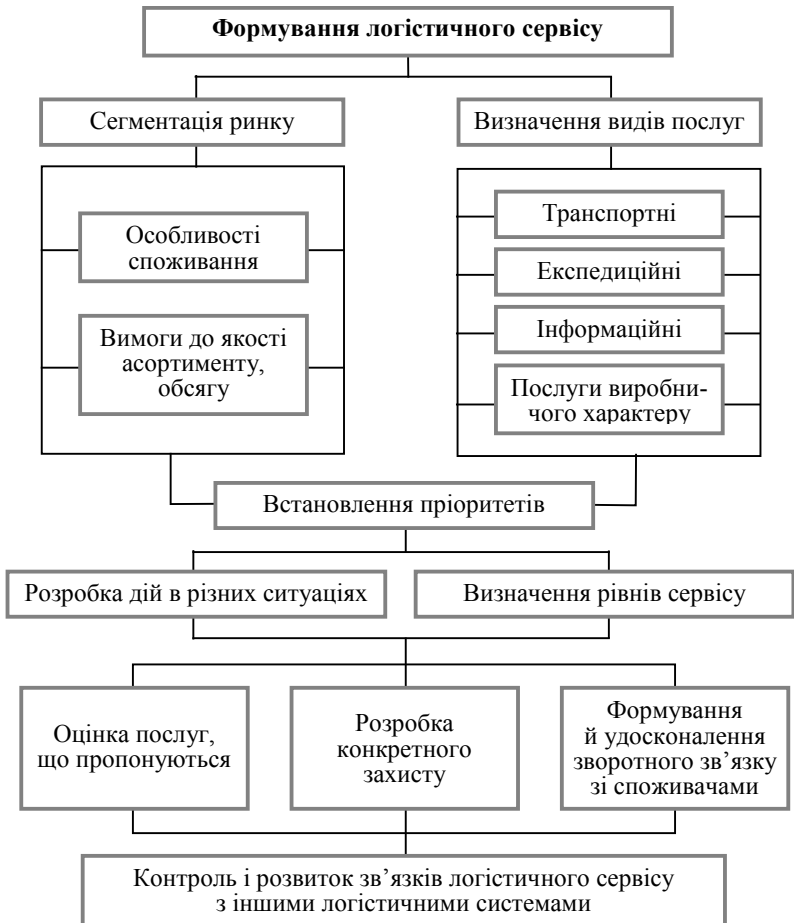 Формування логістичного сервісу
Сегментація ринку
Визначення видів послуг
Особливості
споживання
Вимоги до якості
асортименту,
обсягу
Транспортні
Експедиційні
Інформаційні
Послуги виробни-
чого характеру
Встановлення пріоритетів
Розробка дій в різних ситуаціях
Визначення рівнів сервісу
Оцінка послуг,
що пропонуються
Розробка
конкретного
захисту
Формування
й удосконалення
зворотного зв’язку
зі споживачами
Контроль і розвиток зв’язків логістичного сервісу
з іншими логістичними системами